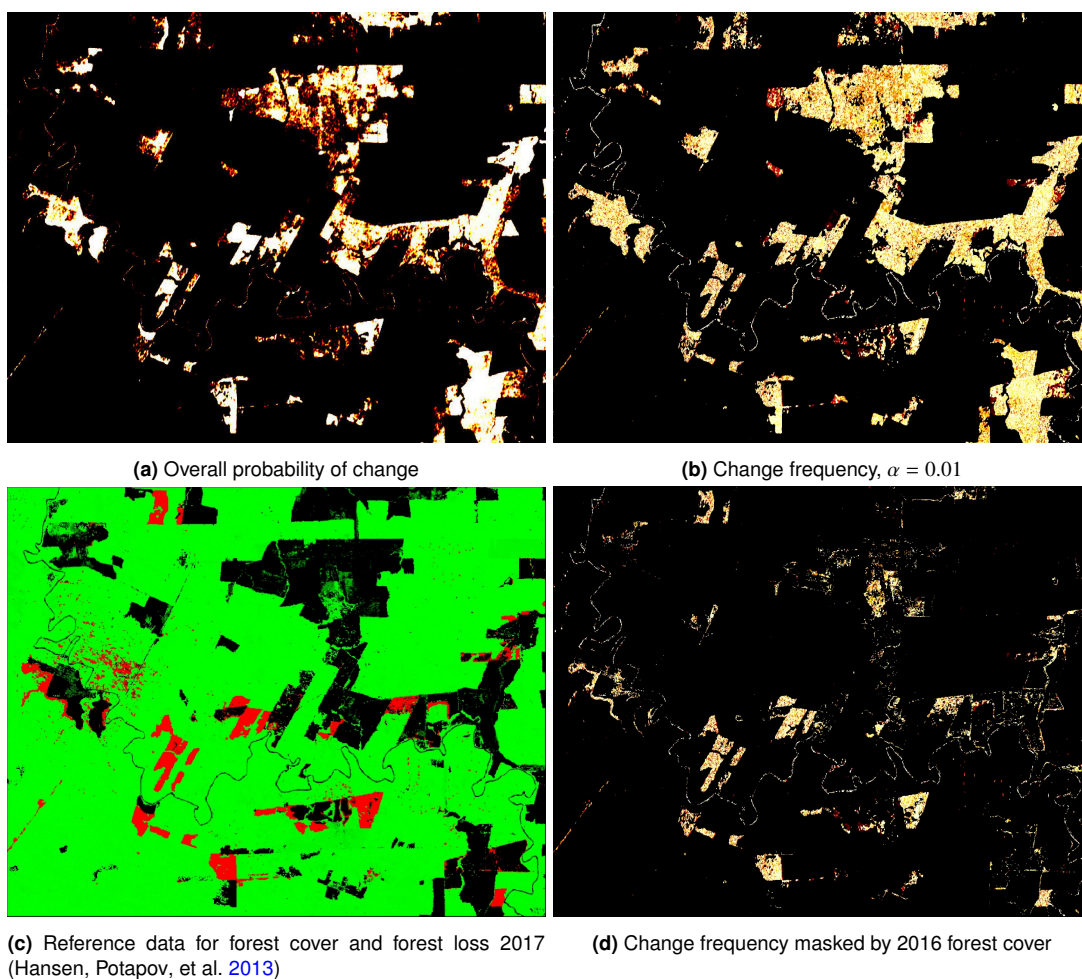 (a) Overall probability of change
(b) Change frequency, α = 0.01
(c) Reference data for forest cover and forest loss 2017
(Hansen, Potapov, et al. 2013)
(d) Change frequency masked by 2016 forest cover